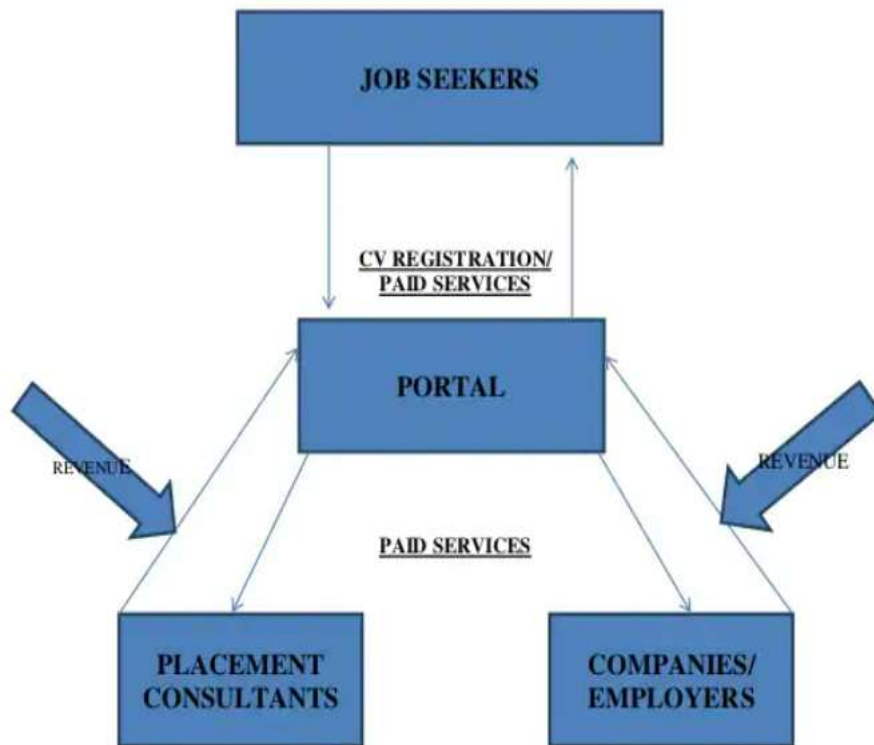 JOB SEEKERS
CV REGISTRATION/
PAID SERVICES
PORTAL
REVENUE
REVENUE
PAID SERVICES
PLACEMENT
CONSULTANTS
COMPANIES/
EMPLOYERS